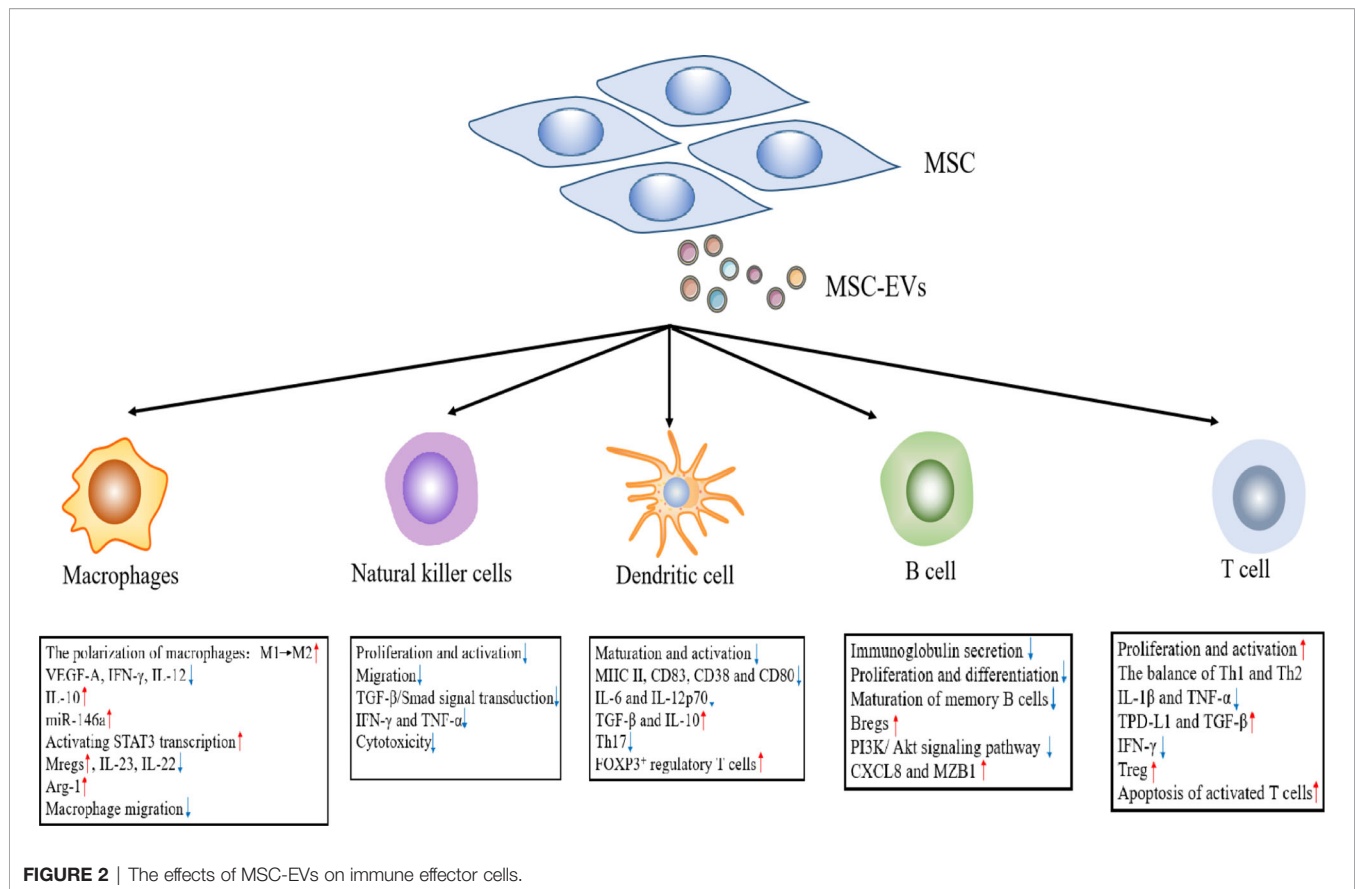 MSC
MSC-EVs
Macrophages
Natural killer cells
Dendritic cell
B cell
T cell
The polarization of macrophages: M1→M2↑
VEGF-A, IFN-γ, IL-12↓
IL-10↑
miR-146a↑
Activating STAT3 transcription↑
Mregs↑, IL-23, IL-22↓
Arg-1↑
Macrophage migration↓
Proliferation and activation↓
Migration↓
TGF-β/Smad signal transduction↓
IFN-γ and TNF-α↓
Cytotoxicity↓
Maturation and activation↓
MHC II, CD83, CD38 and CD80↓
IL-6 and IL-12p70↓
TGF-β and IL-10↑
Th17↓
FOXP3⁺ regulatory T cells↑
Immunoglobulin secretion↓
Proliferation and differentiation↓
Maturation of memory B cells↓
Bregs↑
PI3K/ Akt signaling pathway↓
CXCL8 and MZB1↑
Proliferation and activation↑
The balance of Th1 and Th2
IL-1β and TNF-α↓
TPD-L1 and TGF-β↑
IFN-γ↓
Treg↑
Apoptosis of activated T cells↑
FIGURE 2 | The effects of MSC-EVs on immune effector cells.